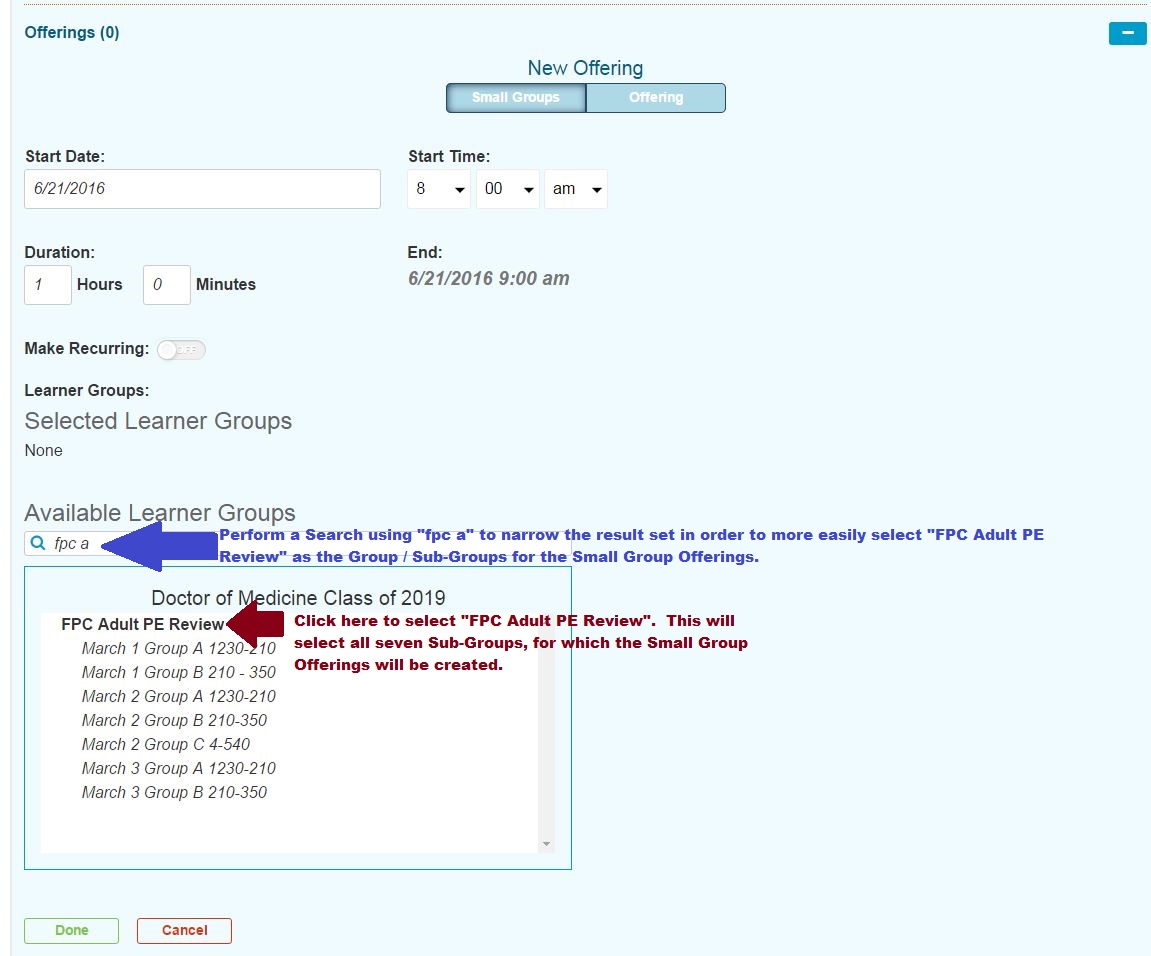 Offerings (0)
New Offering
Small Groups Offering
Start Date: Start Time:
6/21/2016 8 00 am
Duration: End:
1 Hours 0 Minutes 6/21/2016 9:00 am
Make Recurring: OFF
Learner Groups:
Selected Learner Groups
None
Available Learner Groups
fpc a
Perform a Search using "fpc a" to narrow the result set in order to more easily select "FPC Adult PE
Review" as the Group / Sub-Groups for the Small Group Offerings.
Doctor of Medicine Class of 2019
FPC Adult PE Review
Click here to select "FPC Adult PE Review". This will
select all seven Sub-Groups, for which the Small Group
Offerings will be created.
March 1 Group A 1230-210
March 1 Group B 210 - 350
March 2 Group A 1230-210
March 2 Group B 210-350
March 2 Group C 4-540
March 3 Group A 1230-210
March 3 Group B 210-350
Done Cancel